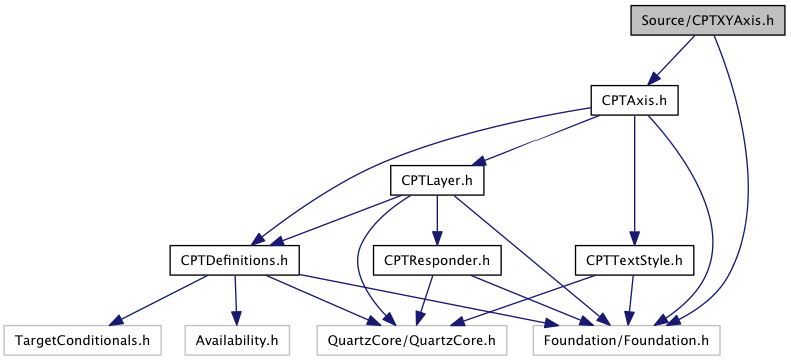 Source/CPTXYAxis.h
CPTAxis.h
CPTLayer.h
CPTDefinitions.h
CPTResponder.h
CPTTextStyle.h
TargetConditionals.h
Availability.h
QuartzCore/QuartzCore.h
Foundation/Foundation.h